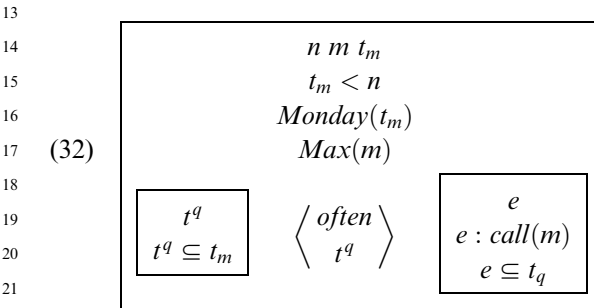 13
14 n m t_m
15 t_m < n
16 Monday(t_m)
17 (32) Max(m)
18
19 t^q ⟨ often e
20 t^q ⊆ t_m t^q ⟩ e : call(m)
21 e ⊆ t_q